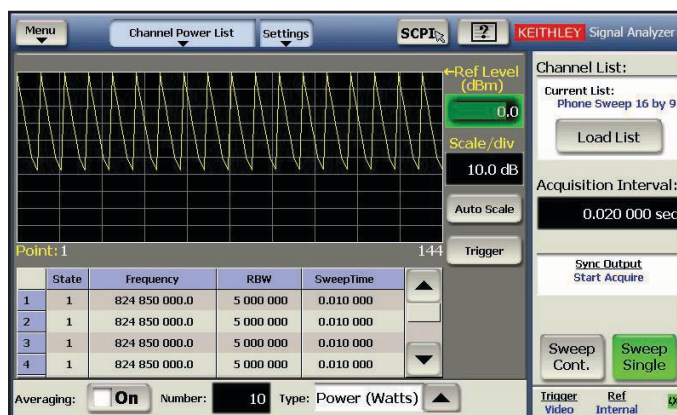 Menu
Channel Power List
Settings
SCPI
?
KEITHLEY Signal Analyzer
←Ref Level
(dBm)
0.0
Scale/div
10.0 dB
Auto Scale
Trigger
Point: 1
144
State Frequency RBW SweepTime
1 1 824 850 000.0 5 000 000 0.010 000
2 1 824 850 000.0 5 000 000 0.010 000
3 1 824 850 000.0 5 000 000 0.010 000
4 1 824 850 000.0 5 000 000 0.010 000
Averaging: On Number: 10 Type: Power (Watts)
Channel List:
Current List:
Phone Sweep 16 by 9
Load List
Acquisition Interval:
0.020 000 sec
Sync Output
Start Acquire
Sweep
Cont.
Sweep
Single
Trigger
Video
Ref
Internal